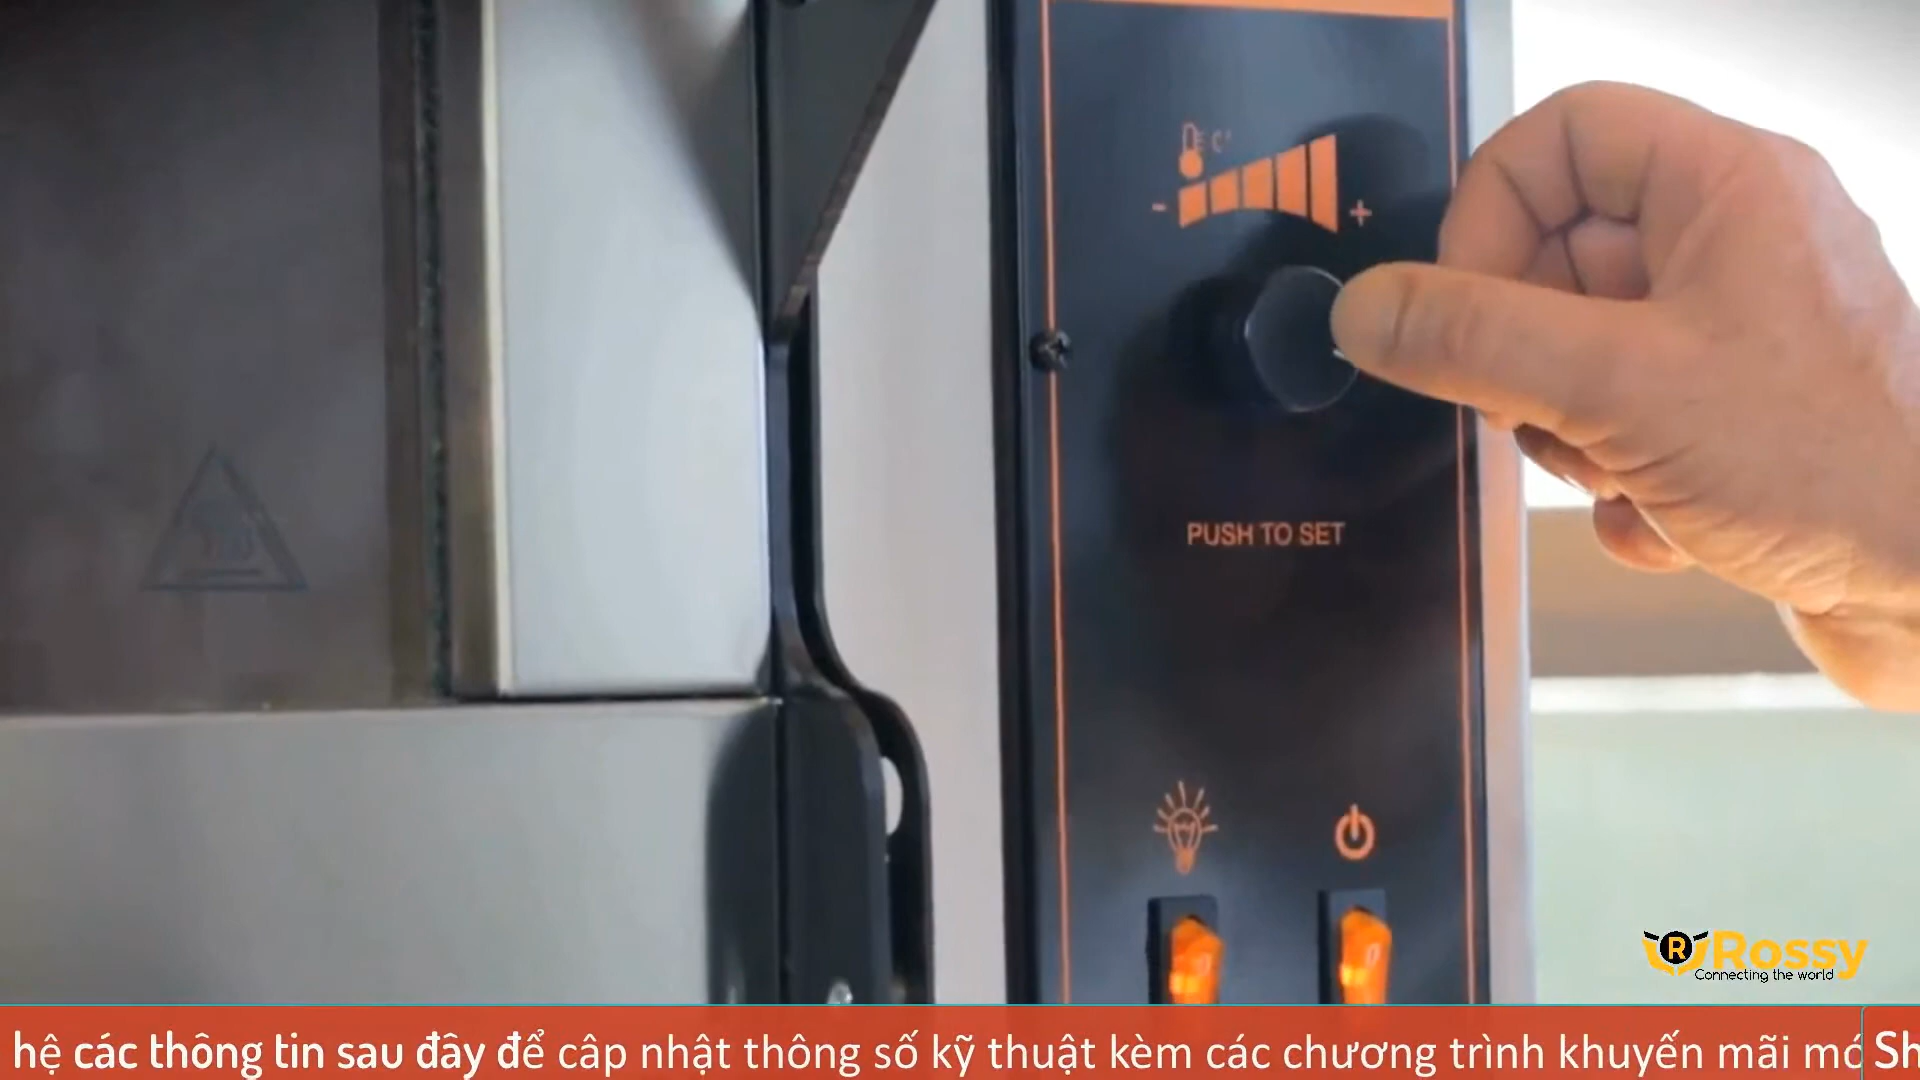 - +
PUSH TO SET
R Rossy
Connecting the world
hệ các thông tin sau đây để câp nhật thông số kỹ thuật kèm các chương trình khuyến mãi mớ
Sh